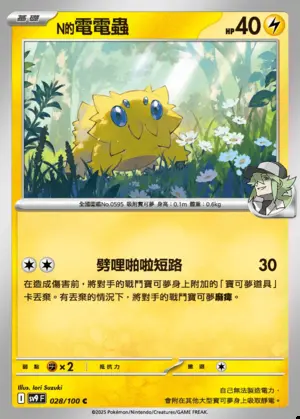 基礎
N的電電蟲
HP40
全國圖鑑No.0595 吸附寶可夢 身高：0.1m 體重：0.6kg
劈哩啪啦短路 30
在造成傷害前，將對手的戰鬥寶可夢身上附加的「寶可夢道具」
卡丟棄。有丟棄的情況下，將對手的戰鬥寶可夢麻痺。
弱點 ×2 抵抗力 撤退
Illus. Iori Suzuki
I SV9 F 028/100 C
自己無法製造電力。
會附在其他大型寶可夢身上吸取靜電。
©2025 Pokémon/Nintendo/Creatures/GAME FREAK.